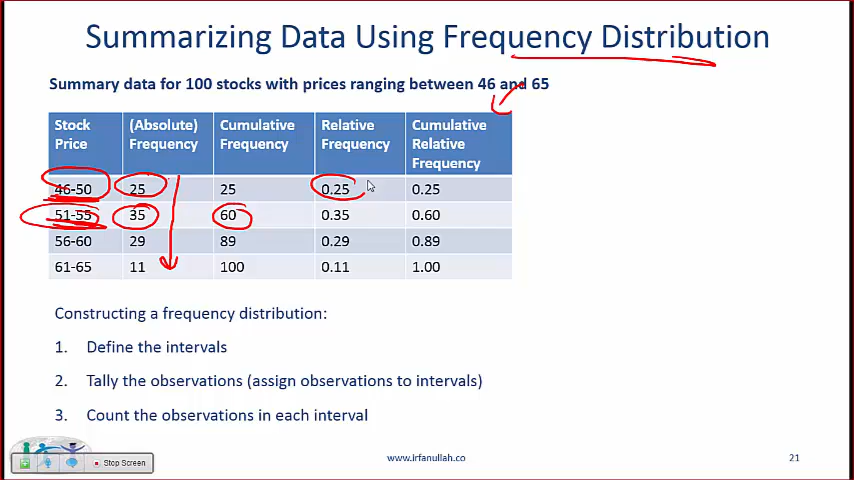 Summarizing Data Using Frequency Distribution
Summary data for 100 stocks with prices ranging between 46 and 65
Stock Price (Absolute) Frequency Cumulative Frequency Relative Frequency Cumulative Relative Frequency
46-50 25 25 0.25 0.25
51-55 35 60 0.35 0.60
56-60 29 89 0.29 0.89
61-65 11 100 0.11 1.00
Constructing a frequency distribution:
1. Define the intervals
2. Tally the observations (assign observations to intervals)
3. Count the observations in each interval
Stop Screen
www.irfanullah.co
21